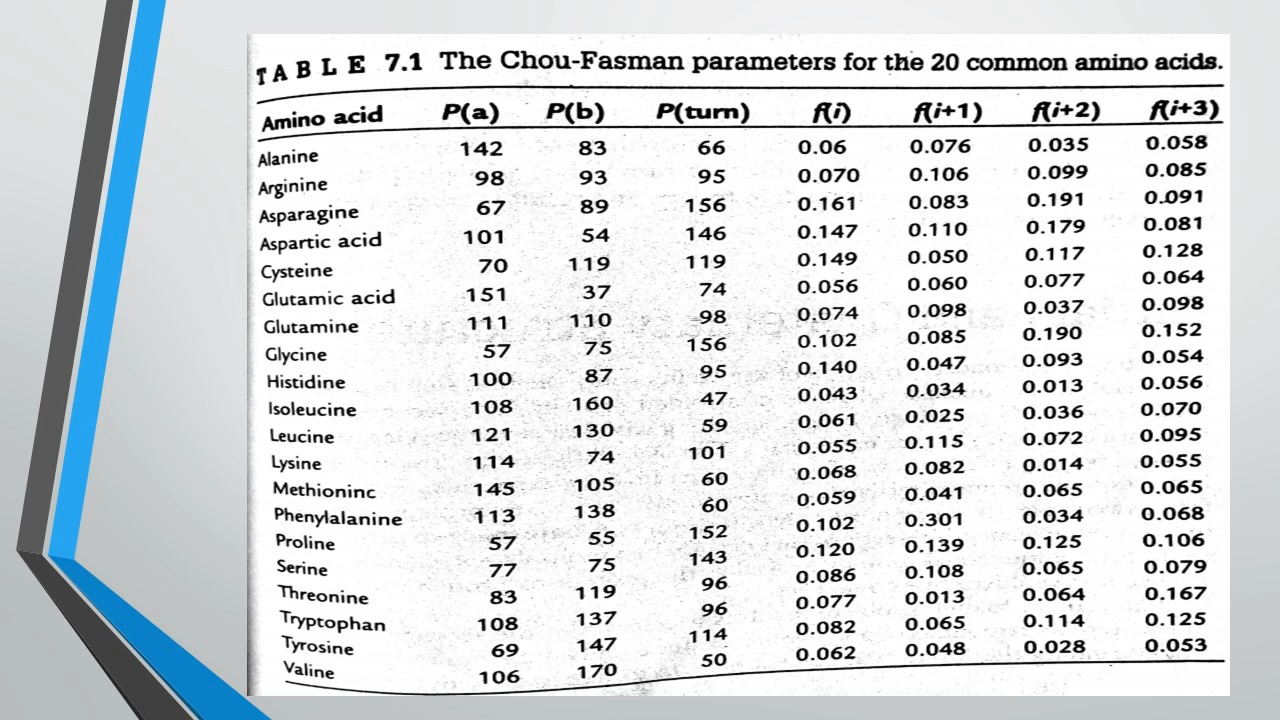 TABLE 7.1 The Chou-Fasman parameters for the 20 common amino acids.
Amino acid P(a) P(b) P(turn) f(i) f(i+1) f(i+2) f(i+3)
Alanine 142 83 66 0.06 0.076 0.035 0.058
Arginine 98 93 95 0.070 0.106 0.099 0.085
Asparagine 67 89 156 0.161 0.083 0.191 0.091
Aspartic acid 101 54 146 0.147 0.110 0.179 0.081
Cysteine 70 119 119 0.149 0.050 0.117 0.128
Glutamic acid 151 37 74 0.056 0.060 0.077 0.064
Glutamine 111 110 98 0.074 0.098 0.037 0.098
Glycine 57 75 156 0.102 0.085 0.190 0.152
Histidine 100 87 95 0.140 0.047 0.093 0.054
Isoleucine 108 160 47 0.043 0.034 0.013 0.056
Leucine 121 130 59 0.061 0.025 0.036 0.070
Lysine 114 74 101 0.055 0.115 0.072 0.095
Methioninc 145 105 60 0.068 0.082 0.014 0.055
Phenylalanine 113 138 60 0.059 0.041 0.065 0.065
Proline 57 55 152 0.102 0.301 0.034 0.068
Serine 77 75 143 0.120 0.139 0.125 0.106
Threonine 83 119 96 0.086 0.108 0.065 0.079
Tryptophan 108 137 96 0.077 0.013 0.064 0.167
Tyrosine 69 147 114 0.082 0.065 0.114 0.125
Valine 106 170 50 0.062 0.048 0.028 0.053